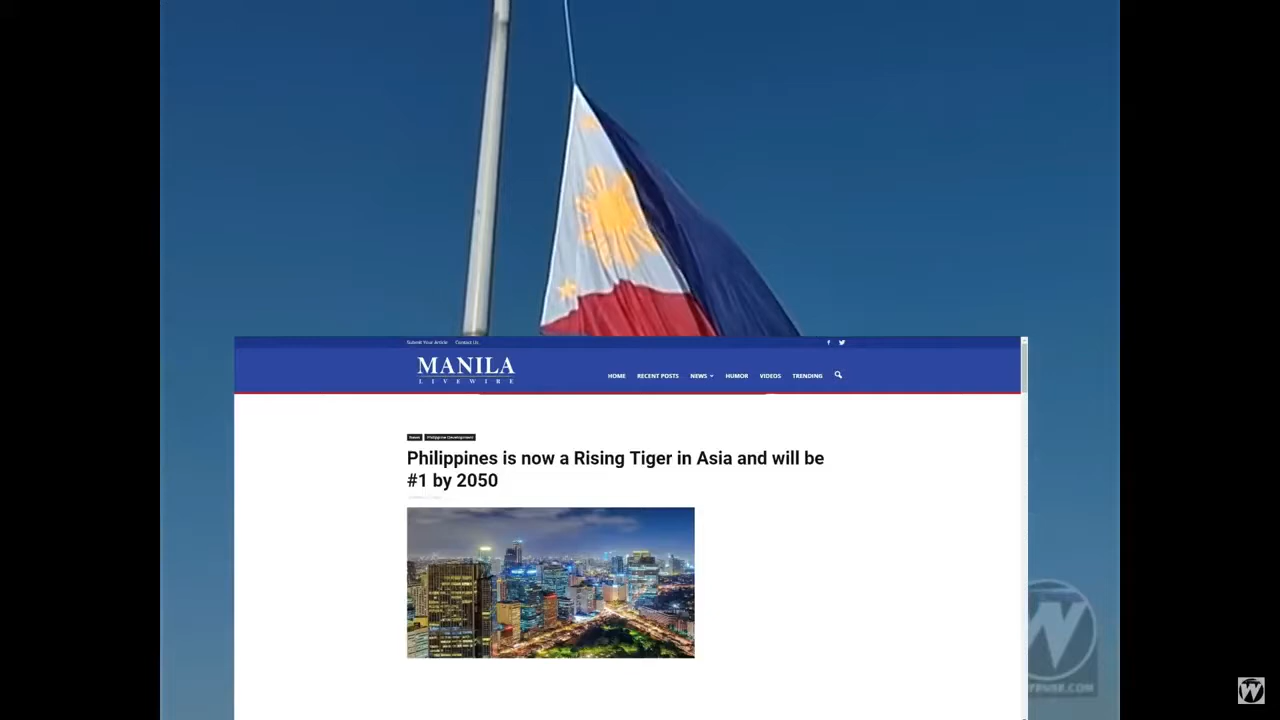 Submit Your Article Contact Us
MANILA
LIVEWIRE
HOME RECENT POSTS NEWS HUMOR VIDEOS TRENDING
News Philippine Development
Philippines is now a Rising Tiger in Asia and will be
#1 by 2050